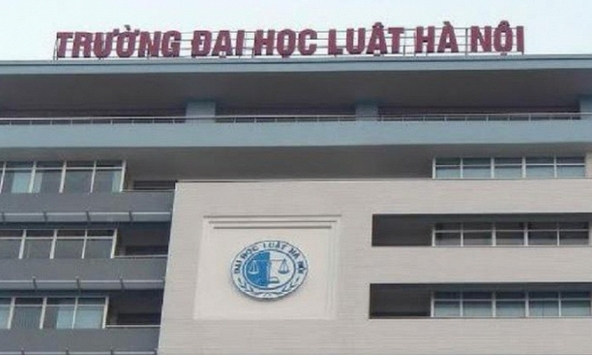 TRƯỜNG ĐẠI HỌC LUẬT HÀ NỘI
ĐẠI HỌC LUẬT HÀ NỘI